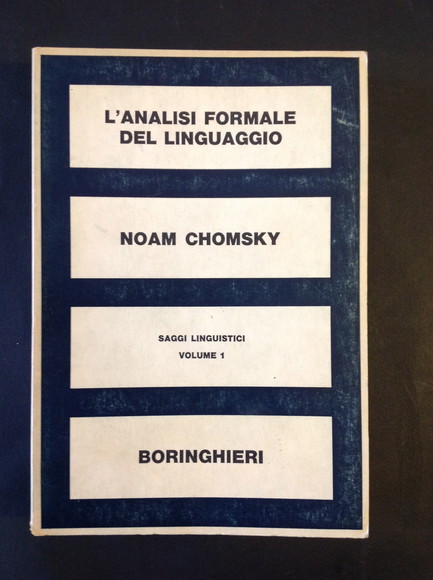 L'ANALISI FORMALE
DEL LINGUAGGIO
NOAM CHOMSKY
SAGGI LINGUISTICI
VOLUME 1
BORINGHIERI